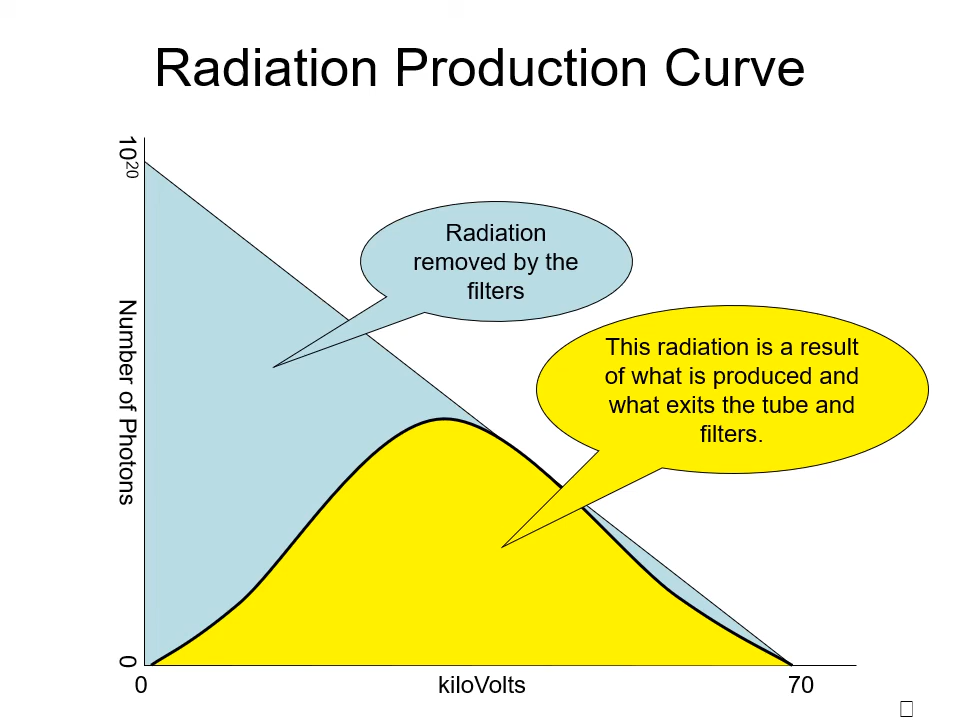 Radiation Production Curve
10²⁰
Radiation
removed by the
filters
Number of Photons
This radiation is a result
of what is produced and
what exits the tube and
filters.
0
0
kiloVolts
70